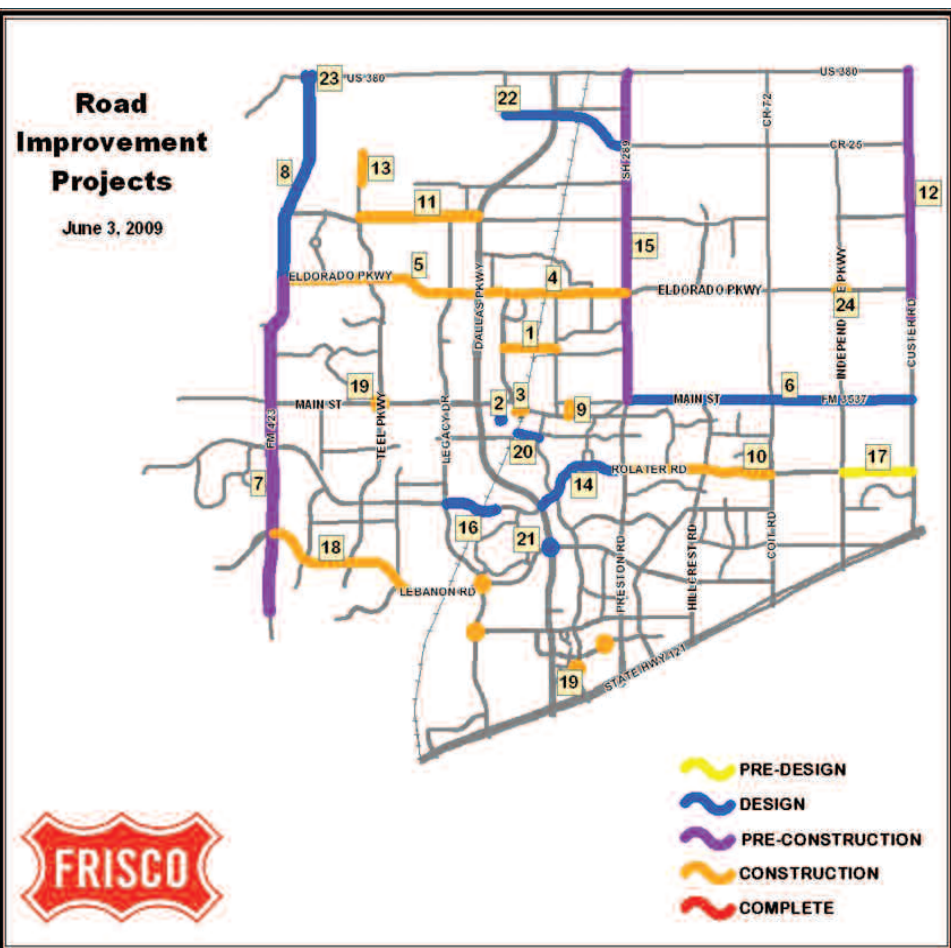 Road
Improvement
Projects
June 3, 2009
23
US 380
US 380
22
CR 72
CR 25
8
13
SH 289
12
11
15
ELDORADO PKWY
5
4
ELDORADO PKWY
24
DALLAS PKWY
INDEPENDENCE PKWY
CUSTER RD
1
19
MAIN ST
TEEL PKWY
LEGACY DR
2
3
9
MAIN ST
6
FM 3537
FM 423
20
ROLATER RD
10
17
7
14
16
21
18
LEBANON RD
PRESTON RD
HILLCREST RD
COIT RD
19
STATE HWY 121
PRE-DESIGN
DESIGN
PRE-CONSTRUCTION
CONSTRUCTION
COMPLETE
FRISCO